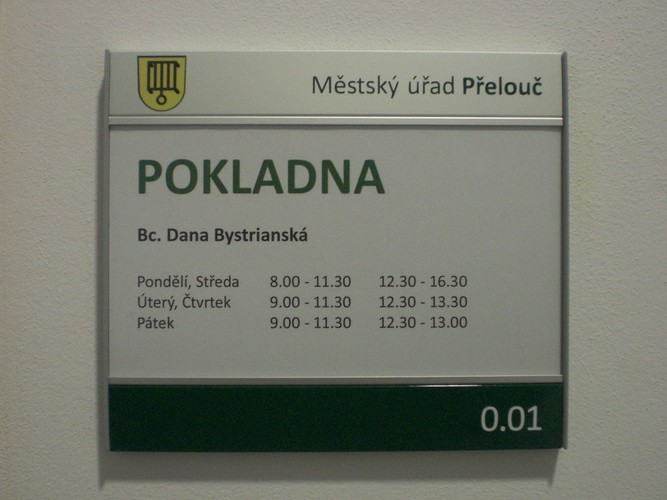 Městský úřad Přelouč
POKLADNA
Bc. Dana Bystrianská
Pondělí, Středa 8.00 - 11.30 12.30 - 16.30
Úterý, Čtvrtek 9.00 - 11.30 12.30 - 13.30
Pátek 9.00 - 11.30 12.30 - 13.00
0.01